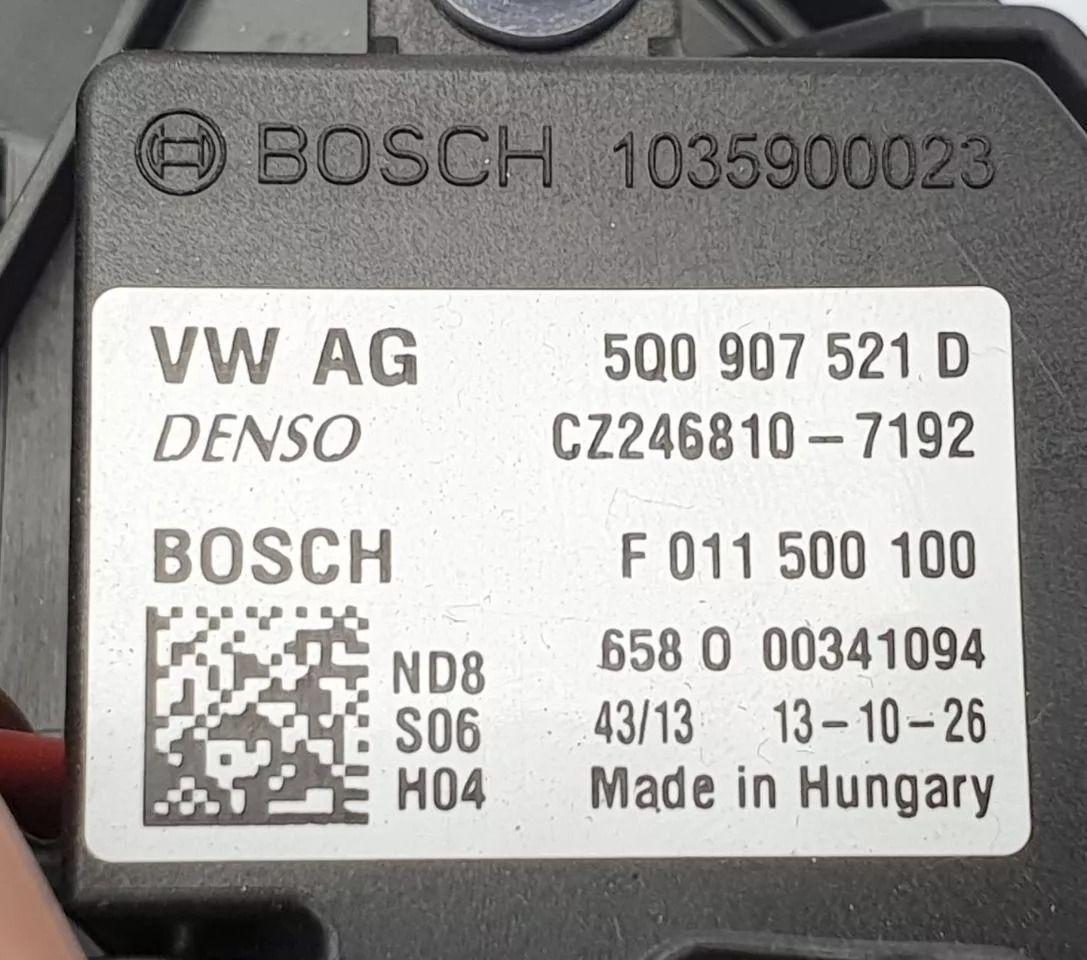 BOSCH 1035900023
VW AG 5Q0 907 521 D
DENSO CZ246810-7192
BOSCH F 011 500 100
658 0 00341094
ND8
S06 43/13 13-10-26
H04 Made in Hungary